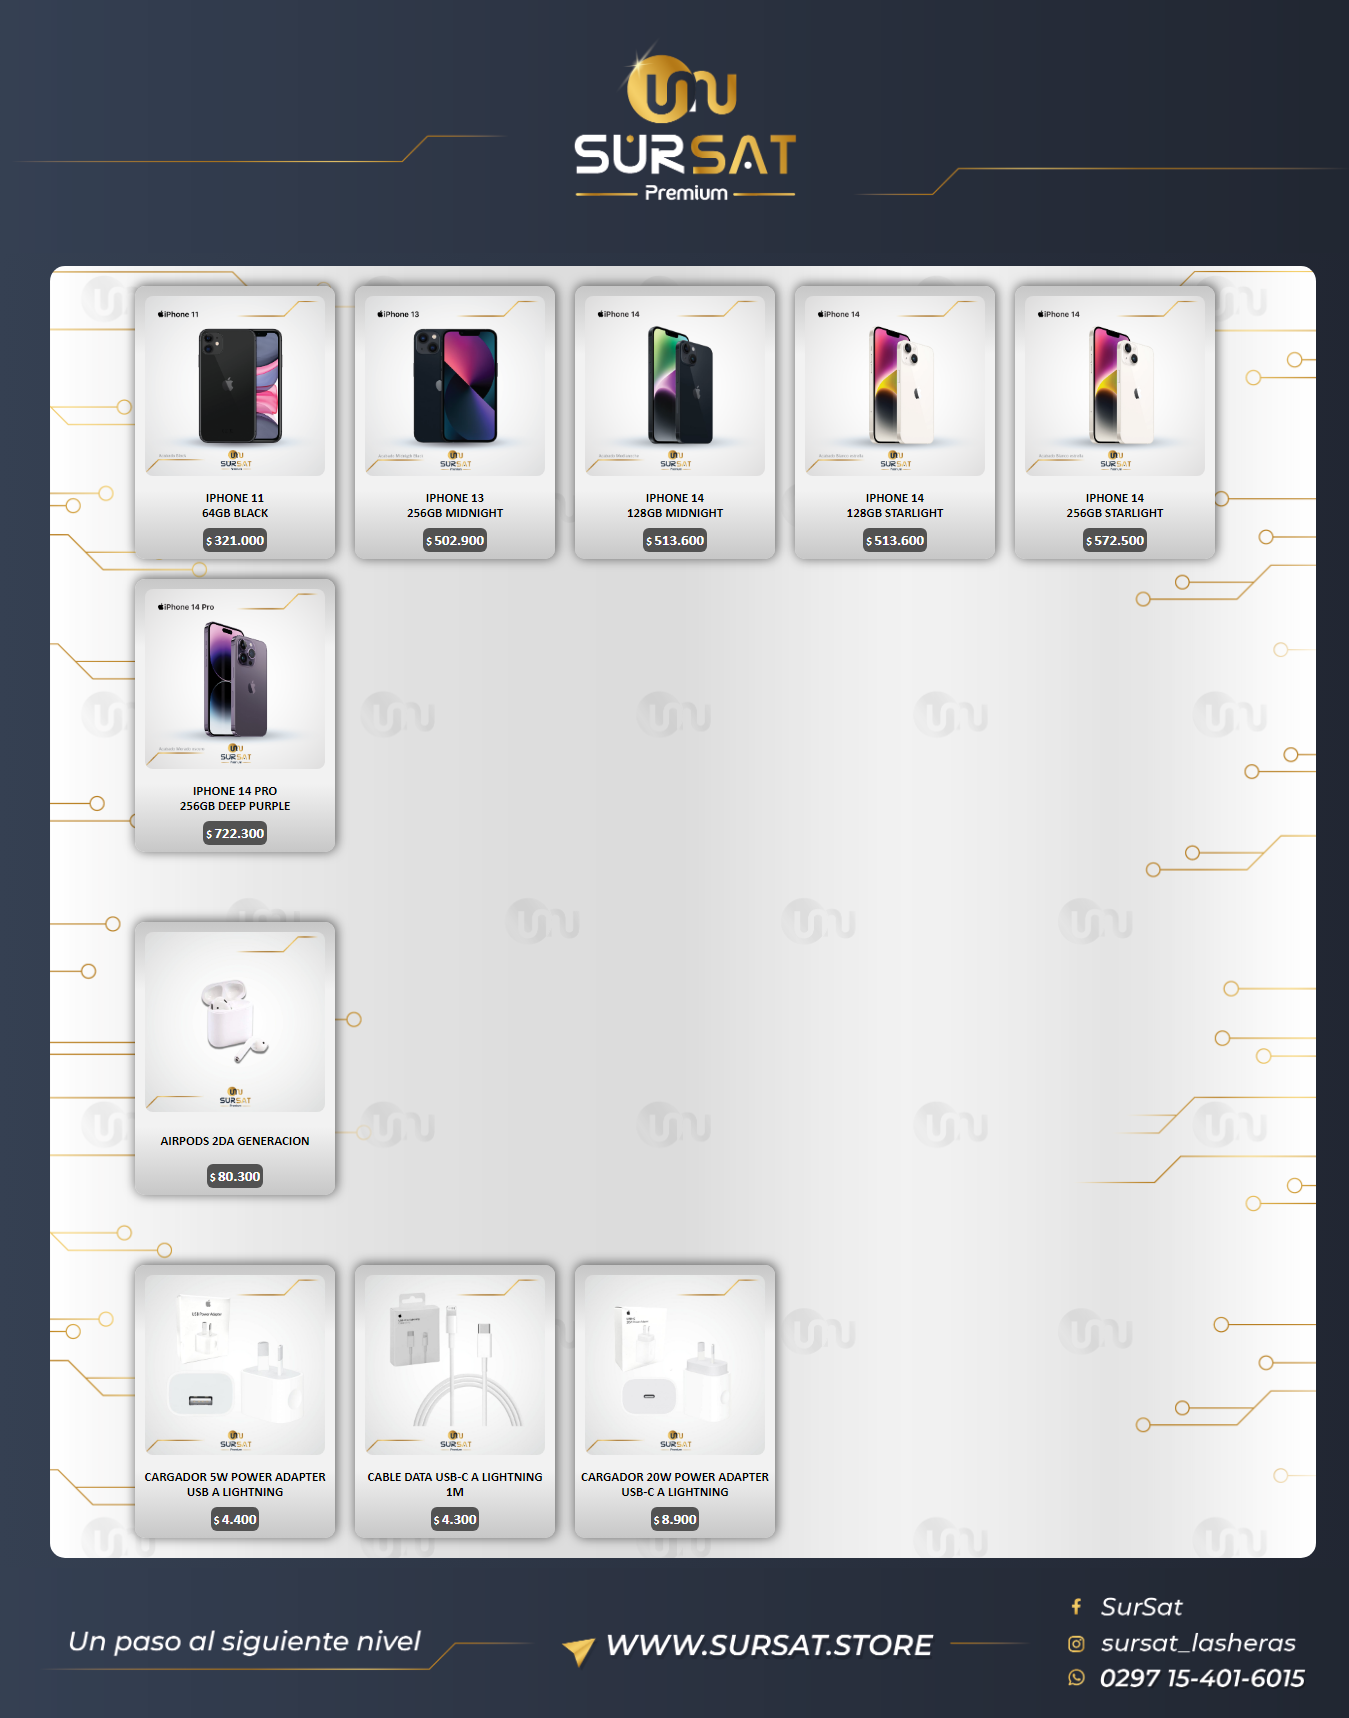 SURSAT
Premium
iPhone 11
iPhone 13
iPhone 14
iPhone 14
iPhone 14
SURSAT
SURSAT
SURSAT
SURSAT
SURSAT
IPHONE 11
64GB BLACK
$ 321.000
IPHONE 13
256GB MIDNIGHT
$ 502.900
IPHONE 14
128GB MIDNIGHT
$ 513.600
IPHONE 14
128GB STARLIGHT
$ 513.600
IPHONE 14
256GB STARLIGHT
$ 572.500
iPhone 14 Pro
SURSAT
IPHONE 14 PRO
256GB DEEP PURPLE
$ 722.300
SURSAT
AIRPODS 2DA GENERACION
$ 80.300
USB Power Adapter
SURSAT
SURSAT
SURSAT
CARGADOR 5W POWER ADAPTER
USB A LIGHTNING
$ 4.400
CABLE DATA USB-C A LIGHTNING
1M
$ 4.300
CARGADOR 20W POWER ADAPTER
USB-C A LIGHTNING
$ 8.900
Un paso al siguiente nivel
WWW.SURSAT.STORE
SurSat
sursat_lasheras
0297 15-401-6015